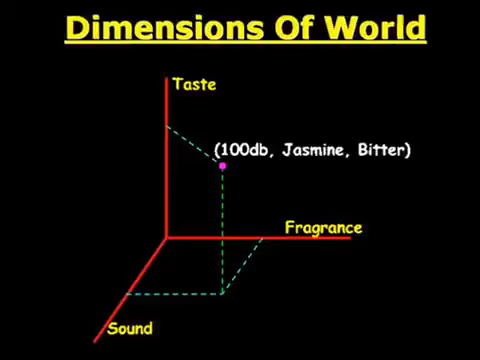 Dimensions Of World
Taste
(100db, Jasmine, Bitter)
Fragrance
Sound